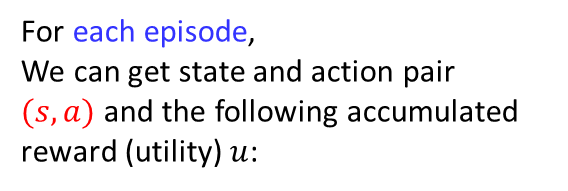 For each episode,
We can get state and action pair
(s, a) and the following accumulated
reward (utility) u: